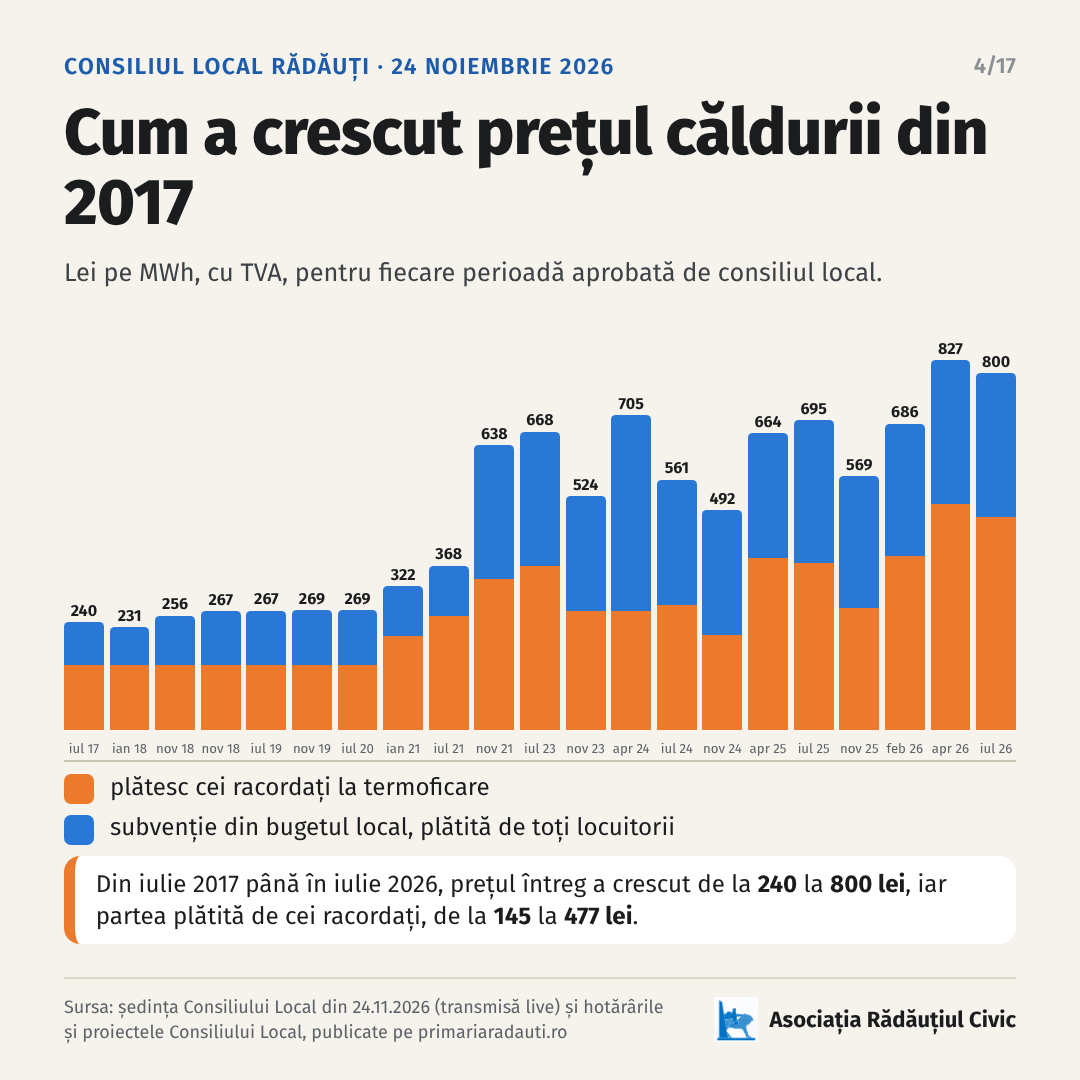 CONSILIUL LOCAL RĂDĂUȚI · 24 NOIEMBRIE 2026
4/17
Cum a crescut prețul căldurii din
2017
Lei pe MWh, cu TVA, pentru fiecare perioadă aprobată de consiliul local.
240 231 256 267 267 269 269 322 368 638 668 524 705 561 492 664 695 569 686 827 800
iul 17 ian 18 nov 18 nov 18 iul 19 nov 19 iul 20 ian 21 iul 21 nov 21 iul 23 nov 23 apr 24 iul 24 nov 24 apr 25 iul 25 nov 25 feb 26 apr 26 iul 26
plătesc cei racordați la termoficare
subvenție din bugetul local, plătită de toți locuitorii
Din iulie 2017 până în iulie 2026, prețul întreg a crescut de la 240 la 800 lei, iar
partea plătită de cei racordați, de la 145 la 477 lei.
Sursa: ședința Consiliului Local din 24.11.2026 (transmisă live) și hotărârile
și proiectele Consiliului Local, publicate pe primariaradauti.ro
Asociația Rădăuțiul Civic